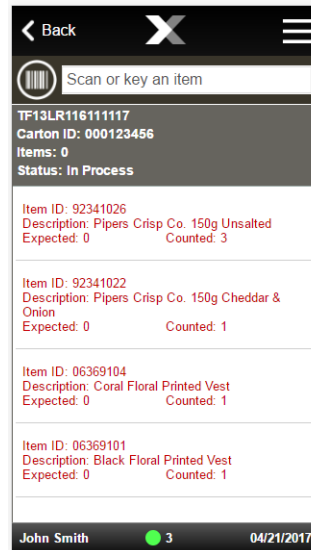 Back
Scan or key an item
TF13LR116111117
Carton ID: 000123456
Items: 0
Status: In Process
Item ID: 92341026
Description: Pipers Crisp Co. 150g Unsalted
Expected: 0 Counted: 3
Item ID: 92341022
Description: Pipers Crisp Co. 150g Cheddar &
Onion
Expected: 0 Counted: 1
Item ID: 06369104
Description: Coral Floral Printed Vest
Expected: 0 Counted: 1
Item ID: 06369101
Description: Black Floral Printed Vest
Expected: 0 Counted: 1
John Smith 3 04/21/2017